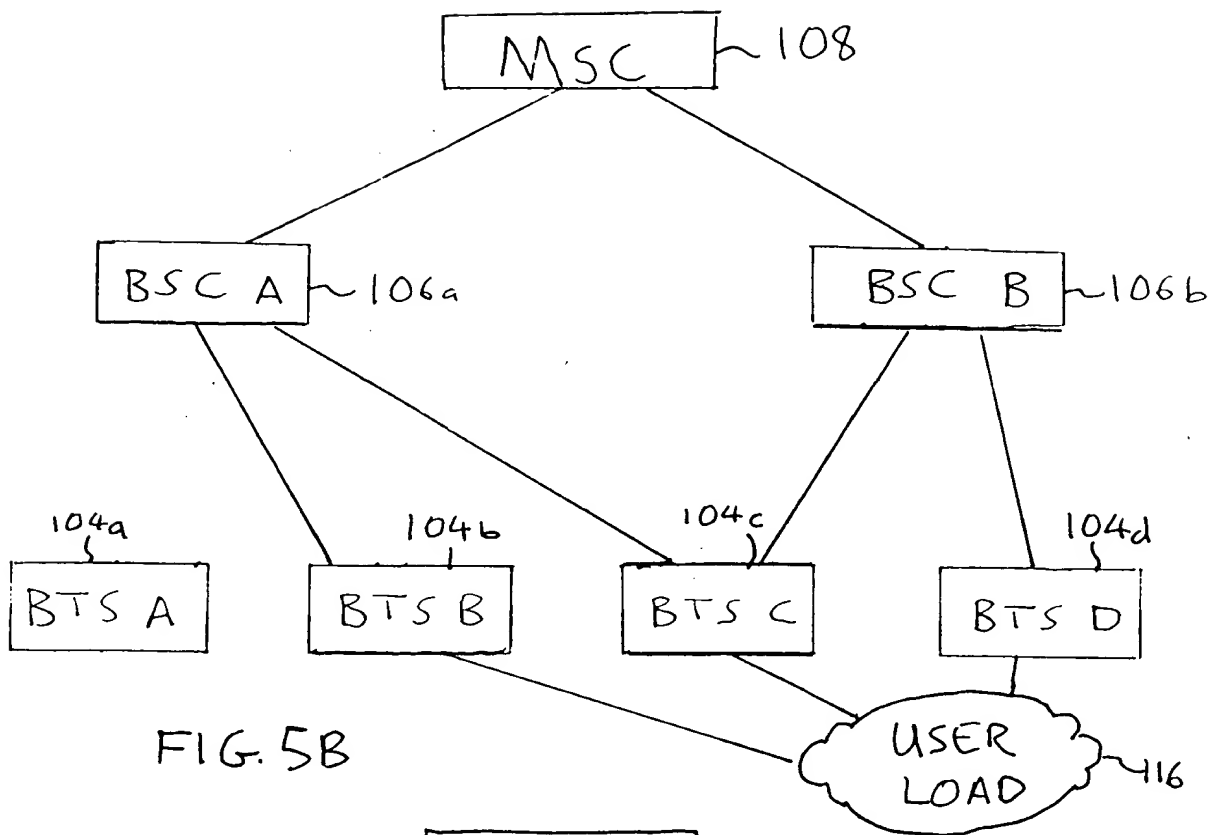 MSC
108
BSC A
106a
BSC B
106b
104a
104b
104c
104d
BTS A
BTS B
BTS C
BTS D
FIG. 5B
USER
LOAD
116